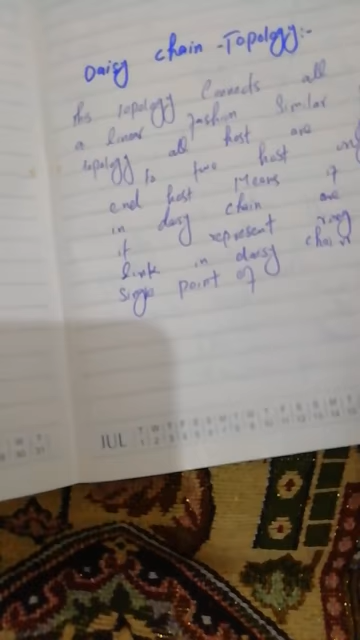 Daisy chain -Topology:-
This topology Connects all
a linear fashion Similar
topology all host are
to two host
end host Means if
in daisy chain are
if represent ring
link in daisy chain
single point of
JUL